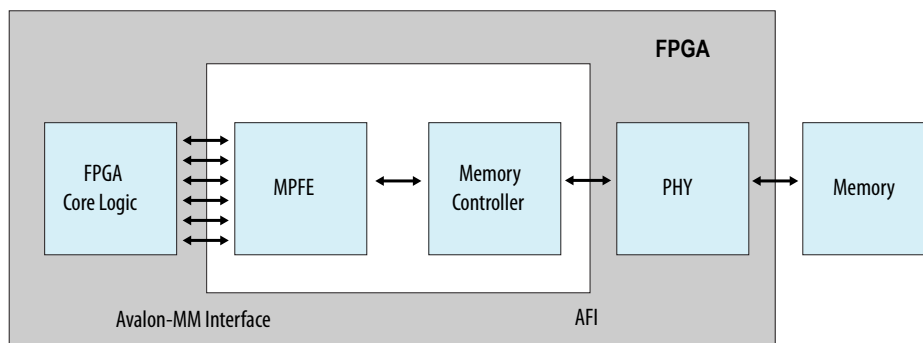 FPGA
FPGA
Core Logic
MPFE
Memory
Controller
PHY
Memory
Avalon-MM Interface
AFI